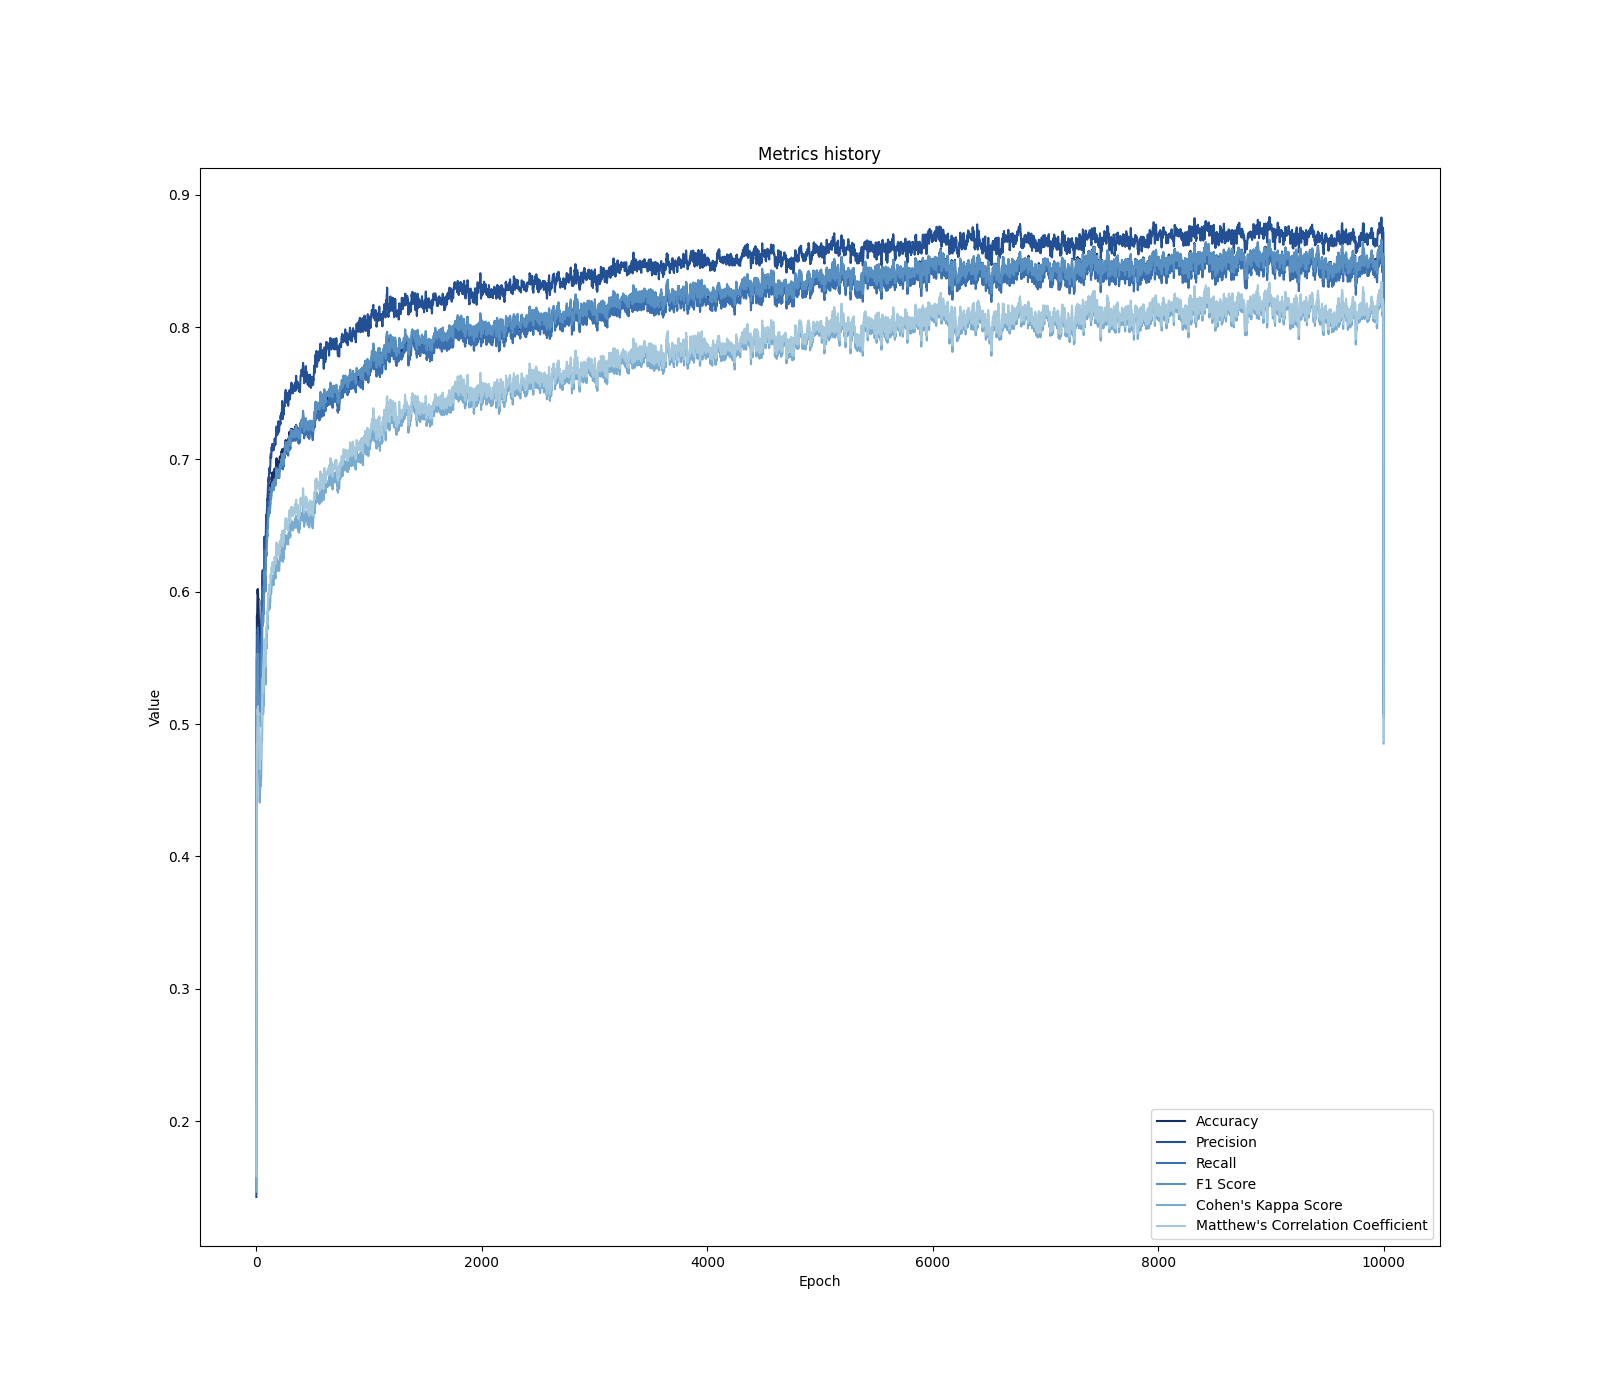 Metrics history
0.9
0.8
0.7
0.6
0.5
0.4
0.3
0.2
Value
0 2000 4000 6000 8000 10000
Epoch
Accuracy
Precision
Recall
F1 Score
Cohen's Kappa Score
Matthew's Correlation Coefficient